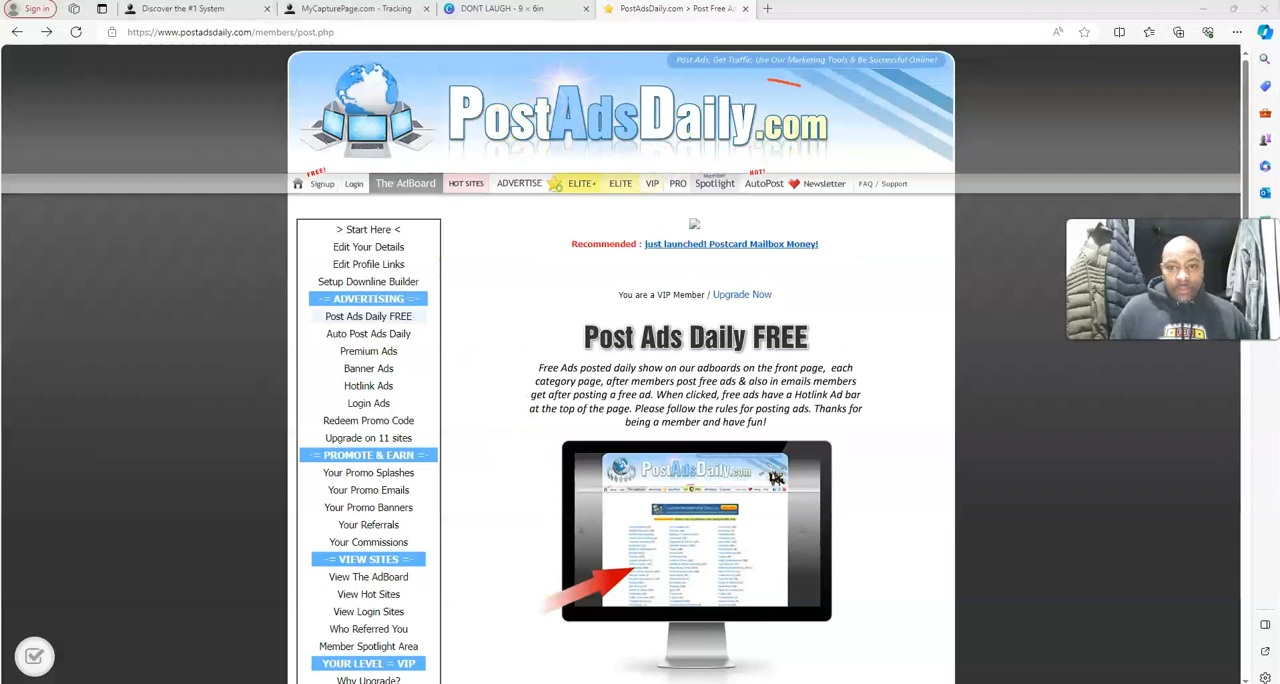 Sign in
Discover the #1 System
MyCapturePage.com - Tracking
DONT LAUGH - 9 × 6in
PostAdsDaily.com > Post Free A
https://www.postadsdaily.com/members/post.php
Post Ads, Get Traffic, Use Our Marketing Tools & Be Successful Online!
PostAdsDaily.com
FREE!
Signup
Login
The AdBoard
HOT SITES
ADVERTISE
ELITE+
ELITE
VIP
PRO
Member
Spotlight
HOT!
AutoPost
Newsletter
FAQ / Support
> Start Here <
Edit Your Details
Edit Profile Links
Setup Downline Builder
-= ADVERTISING =-
Post Ads Daily FREE
Auto Post Ads Daily
Premium Ads
Banner Ads
Hotlink Ads
Login Ads
Redeem Promo Code
Upgrade on 11 sites
-= PROMOTE & EARN =-
Your Promo Splashes
Your Promo Emails
Your Promo Banners
Your Referrals
Your Commissions
-= VIEW SITES =-
View TheAdBoard
View Hot Sites
View Login Sites
Who Referred You
Member Spotlight Area
YOUR LEVEL = VIP
Why Upgrade?
Recommended : just launched! Postcard Mailbox Money!
You are a VIP Member / Upgrade Now
Post Ads Daily FREE
Free Ads posted daily show on our adboards on the front page, each
category page, after members post free ads & also in emails members
get after posting a free ad. When clicked, free ads have a Hotlink Ad bar
at the top of the page. Please follow the rules for posting ads. Thanks for
being a member and have fun!
PostAdsDaily.com